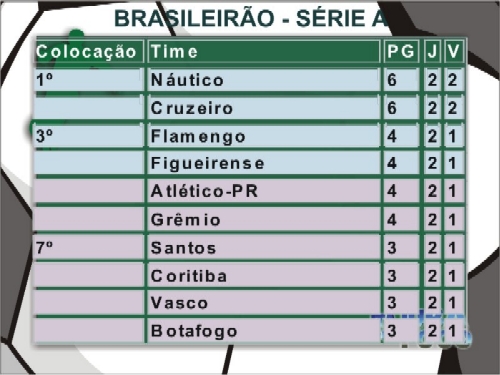 BRASILEIRÃO - SÉRIE A
Colocação Time PG J V
1º Náutico 6 2 2
Cruzeiro 6 2 2
3º Flamengo 4 2 1
Figueirense 4 2 1
Atlético-PR 4 2 1
Grêmio 4 2 1
7º Santos 3 2 1
Coritiba 3 2 1
Vasco 3 2 1
Botafogo 3 2 1